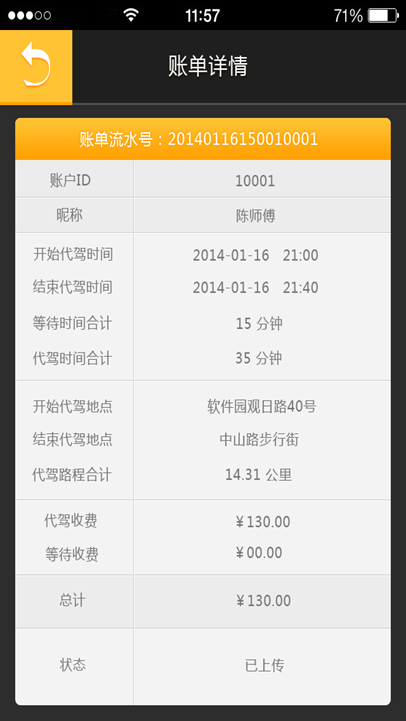 11:57 71%
账单详情
账单流水号：20140116150010001
账户ID 10001
昵称 陈师傅
开始代驾时间 2014-01-16 21:00
结束代驾时间 2014-01-16 21:40
等待时间合计 15 分钟
代驾时间合计 35 分钟
开始代驾地点 软件园观日路40号
结束代驾地点 中山路步行街
代驾路程合计 14.31 公里
代驾收费 ￥130.00
等待收费 ￥00.00
总计 ￥130.00
状态 已上传